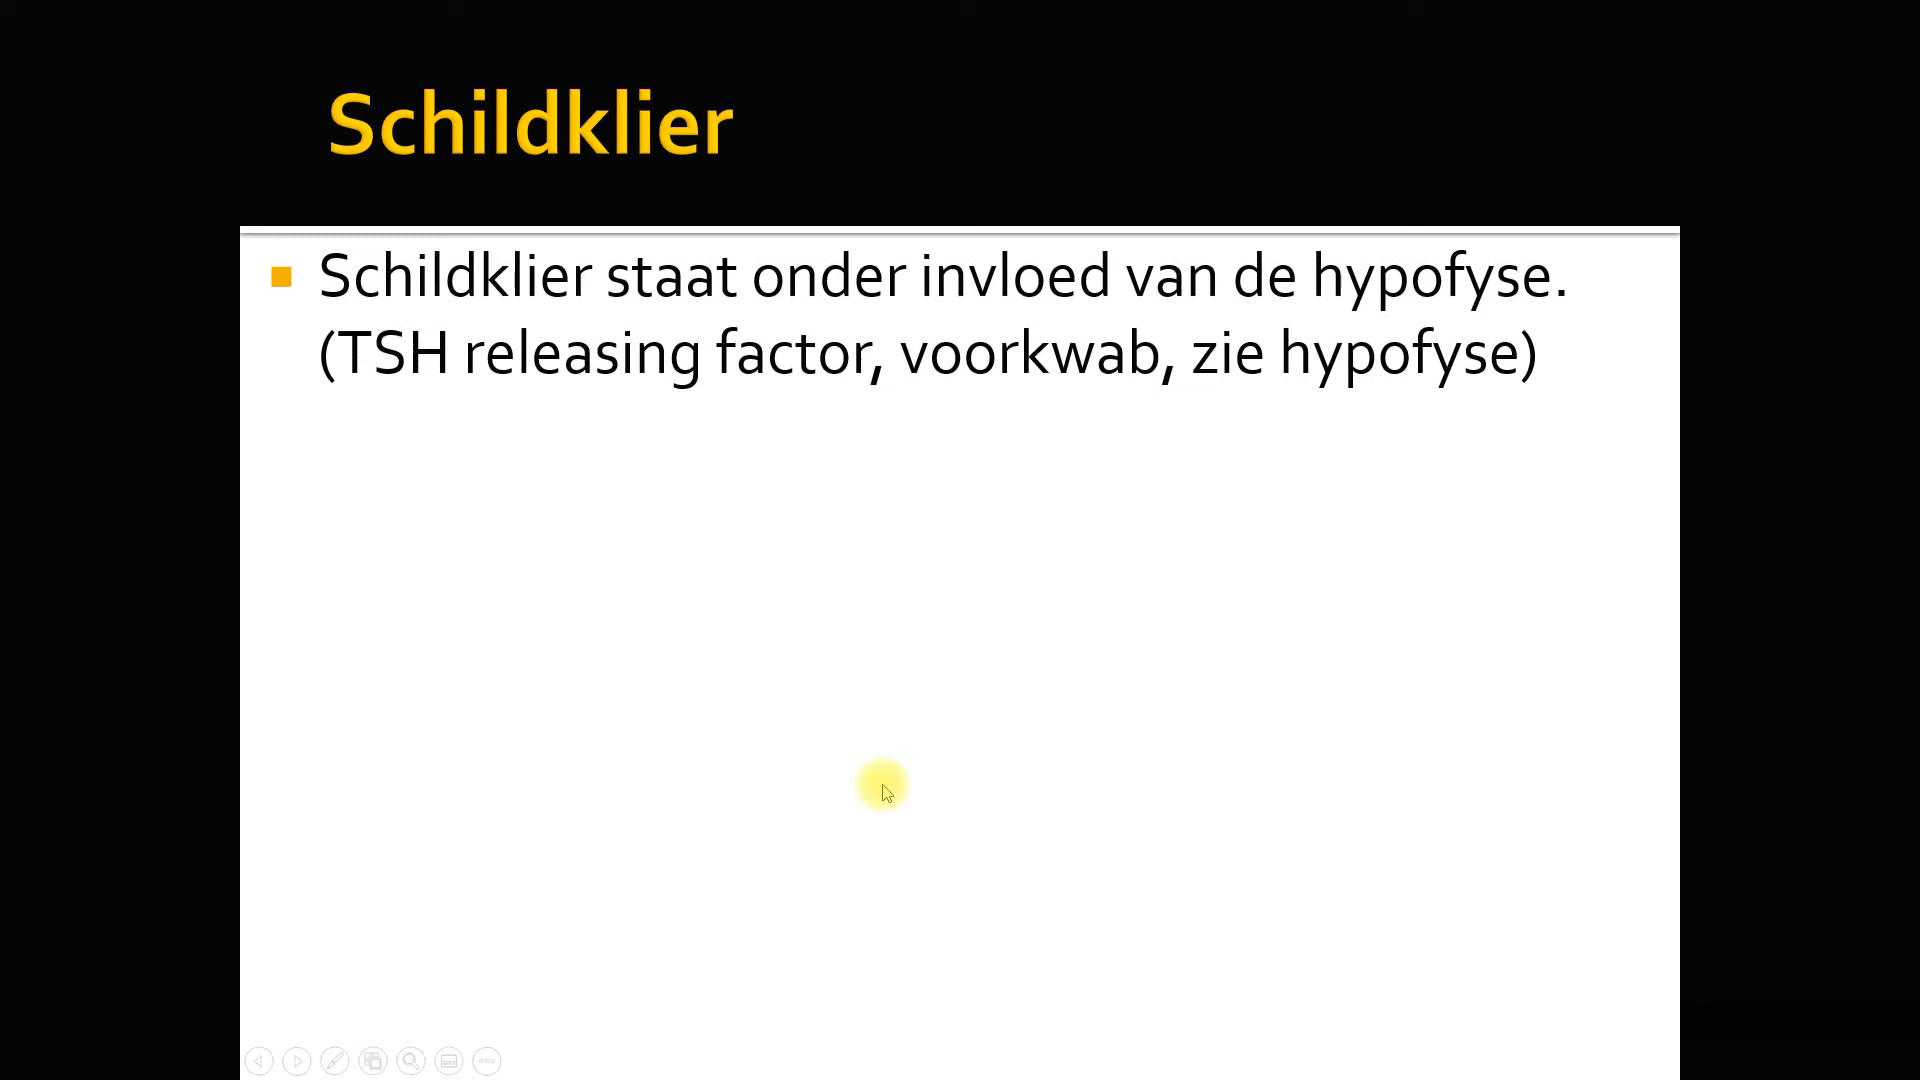 Schildklier
Schildklier staat onder invloed van de hypofyse.
(TSH releasing factor, voorkwab, zie hypofyse)